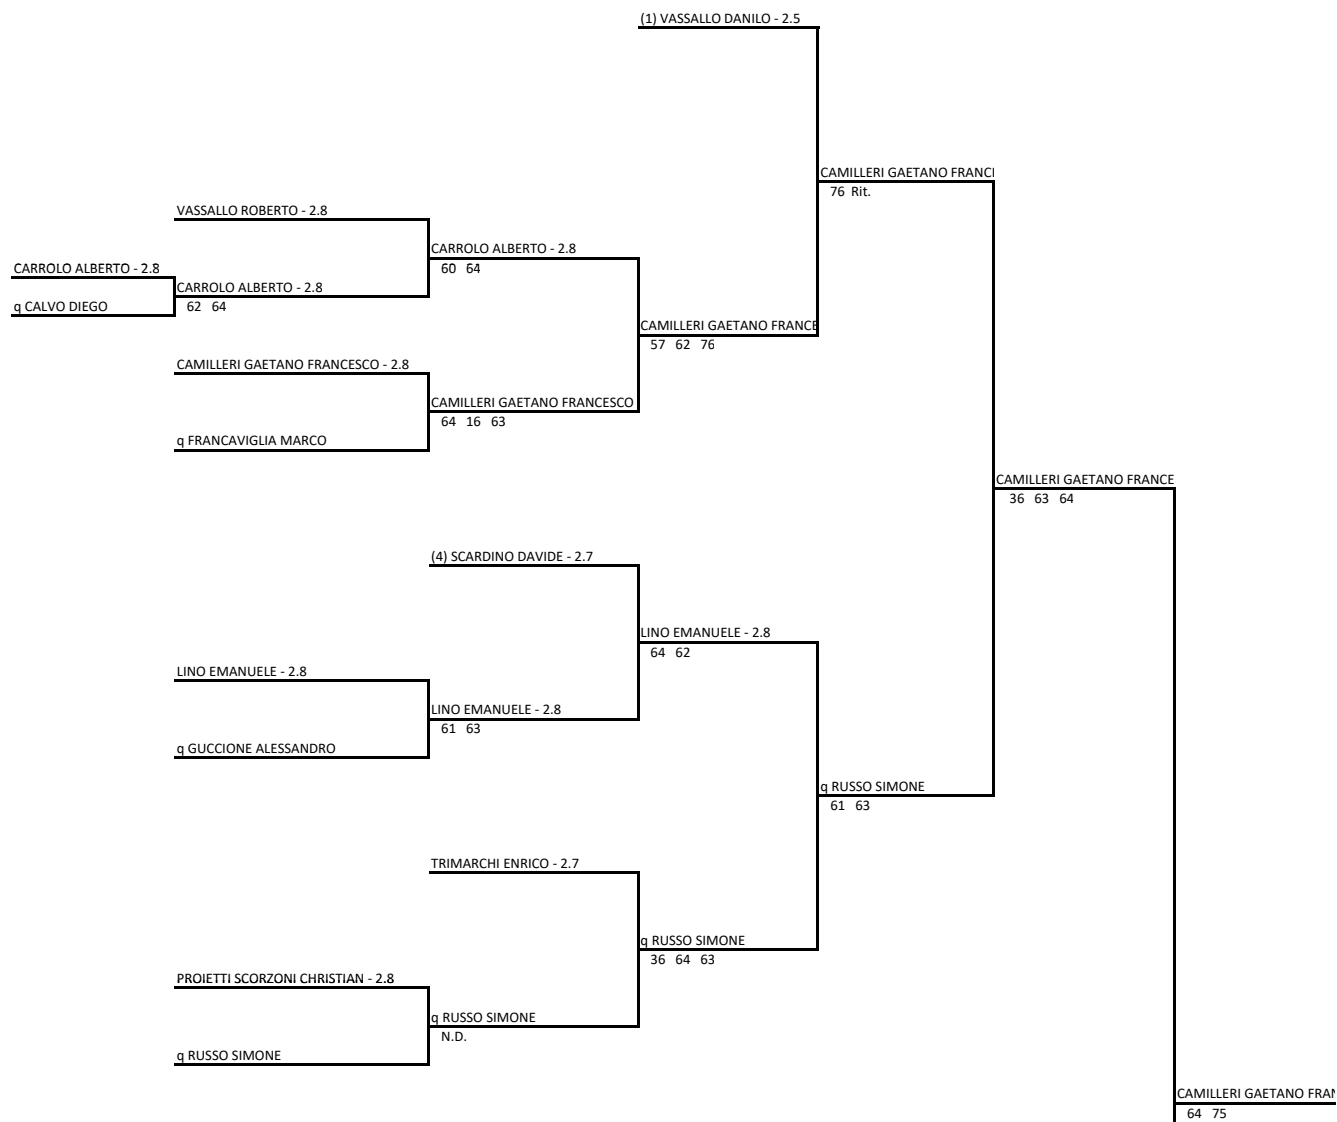 (1) VASSALLO DANILO - 2.5
CAMILLERI GAETANO FRANCI
76 Rit.
VASSALLO ROBERTO - 2.8
CARROLO ALBERTO - 2.8
60 64
CARROLO ALBERTO - 2.8
CARROLO ALBERTO - 2.8
q CALVO DIEGO
62 64
CAMILLERI GAETANO FRANCE
57 62 76
CAMILLERI GAETANO FRANCESCO - 2.8
CAMILLERI GAETANO FRANCESCO
64 16 63
q FRANCAVIGLIA MARCO
CAMILLERI GAETANO FRANCE
36 63 64
(4) SCARDINO DAVIDE - 2.7
LINO EMANUELE - 2.8
64 62
LINO EMANUELE - 2.8
LINO EMANUELE - 2.8
61 63
q GUCCIONE ALESSANDRO
q RUSSO SIMONE
61 63
TRIMARCHI ENRICO - 2.7
q RUSSO SIMONE
36 64 63
PROIETTI SCORZONI CHRISTIAN - 2.8
q RUSSO SIMONE
N.D.
q RUSSO SIMONE
CAMILLERI GAETANO FRAN
64 75